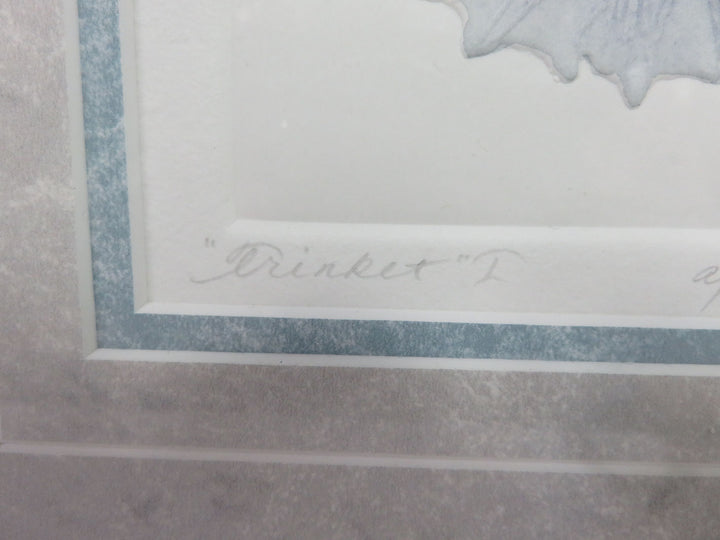 "Trinket" I a/